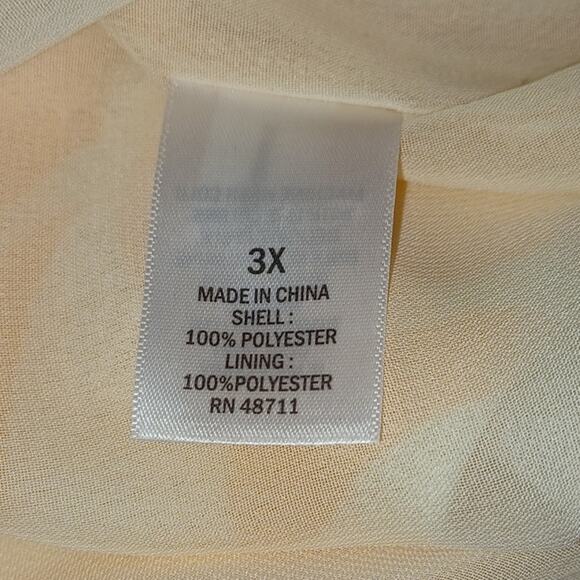 3X
MADE IN CHINA
SHELL :
100% POLYESTER
LINING :
100%POLYESTER
RN 48711